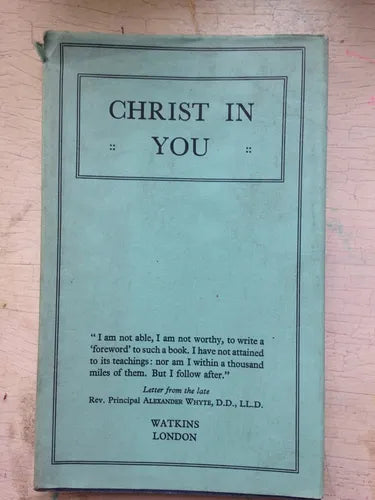 CHRIST IN
:: YOU ::
"I am not able, I am not worthy, to write a
'foreword' to such a book. I have not attained
to its teachings: nor am I within a thousand
miles of them. But I follow after."
Letter from the late
Rev. Principal ALEXANDER WHYTE, D.D., LL.D.
WATKINS
LONDON